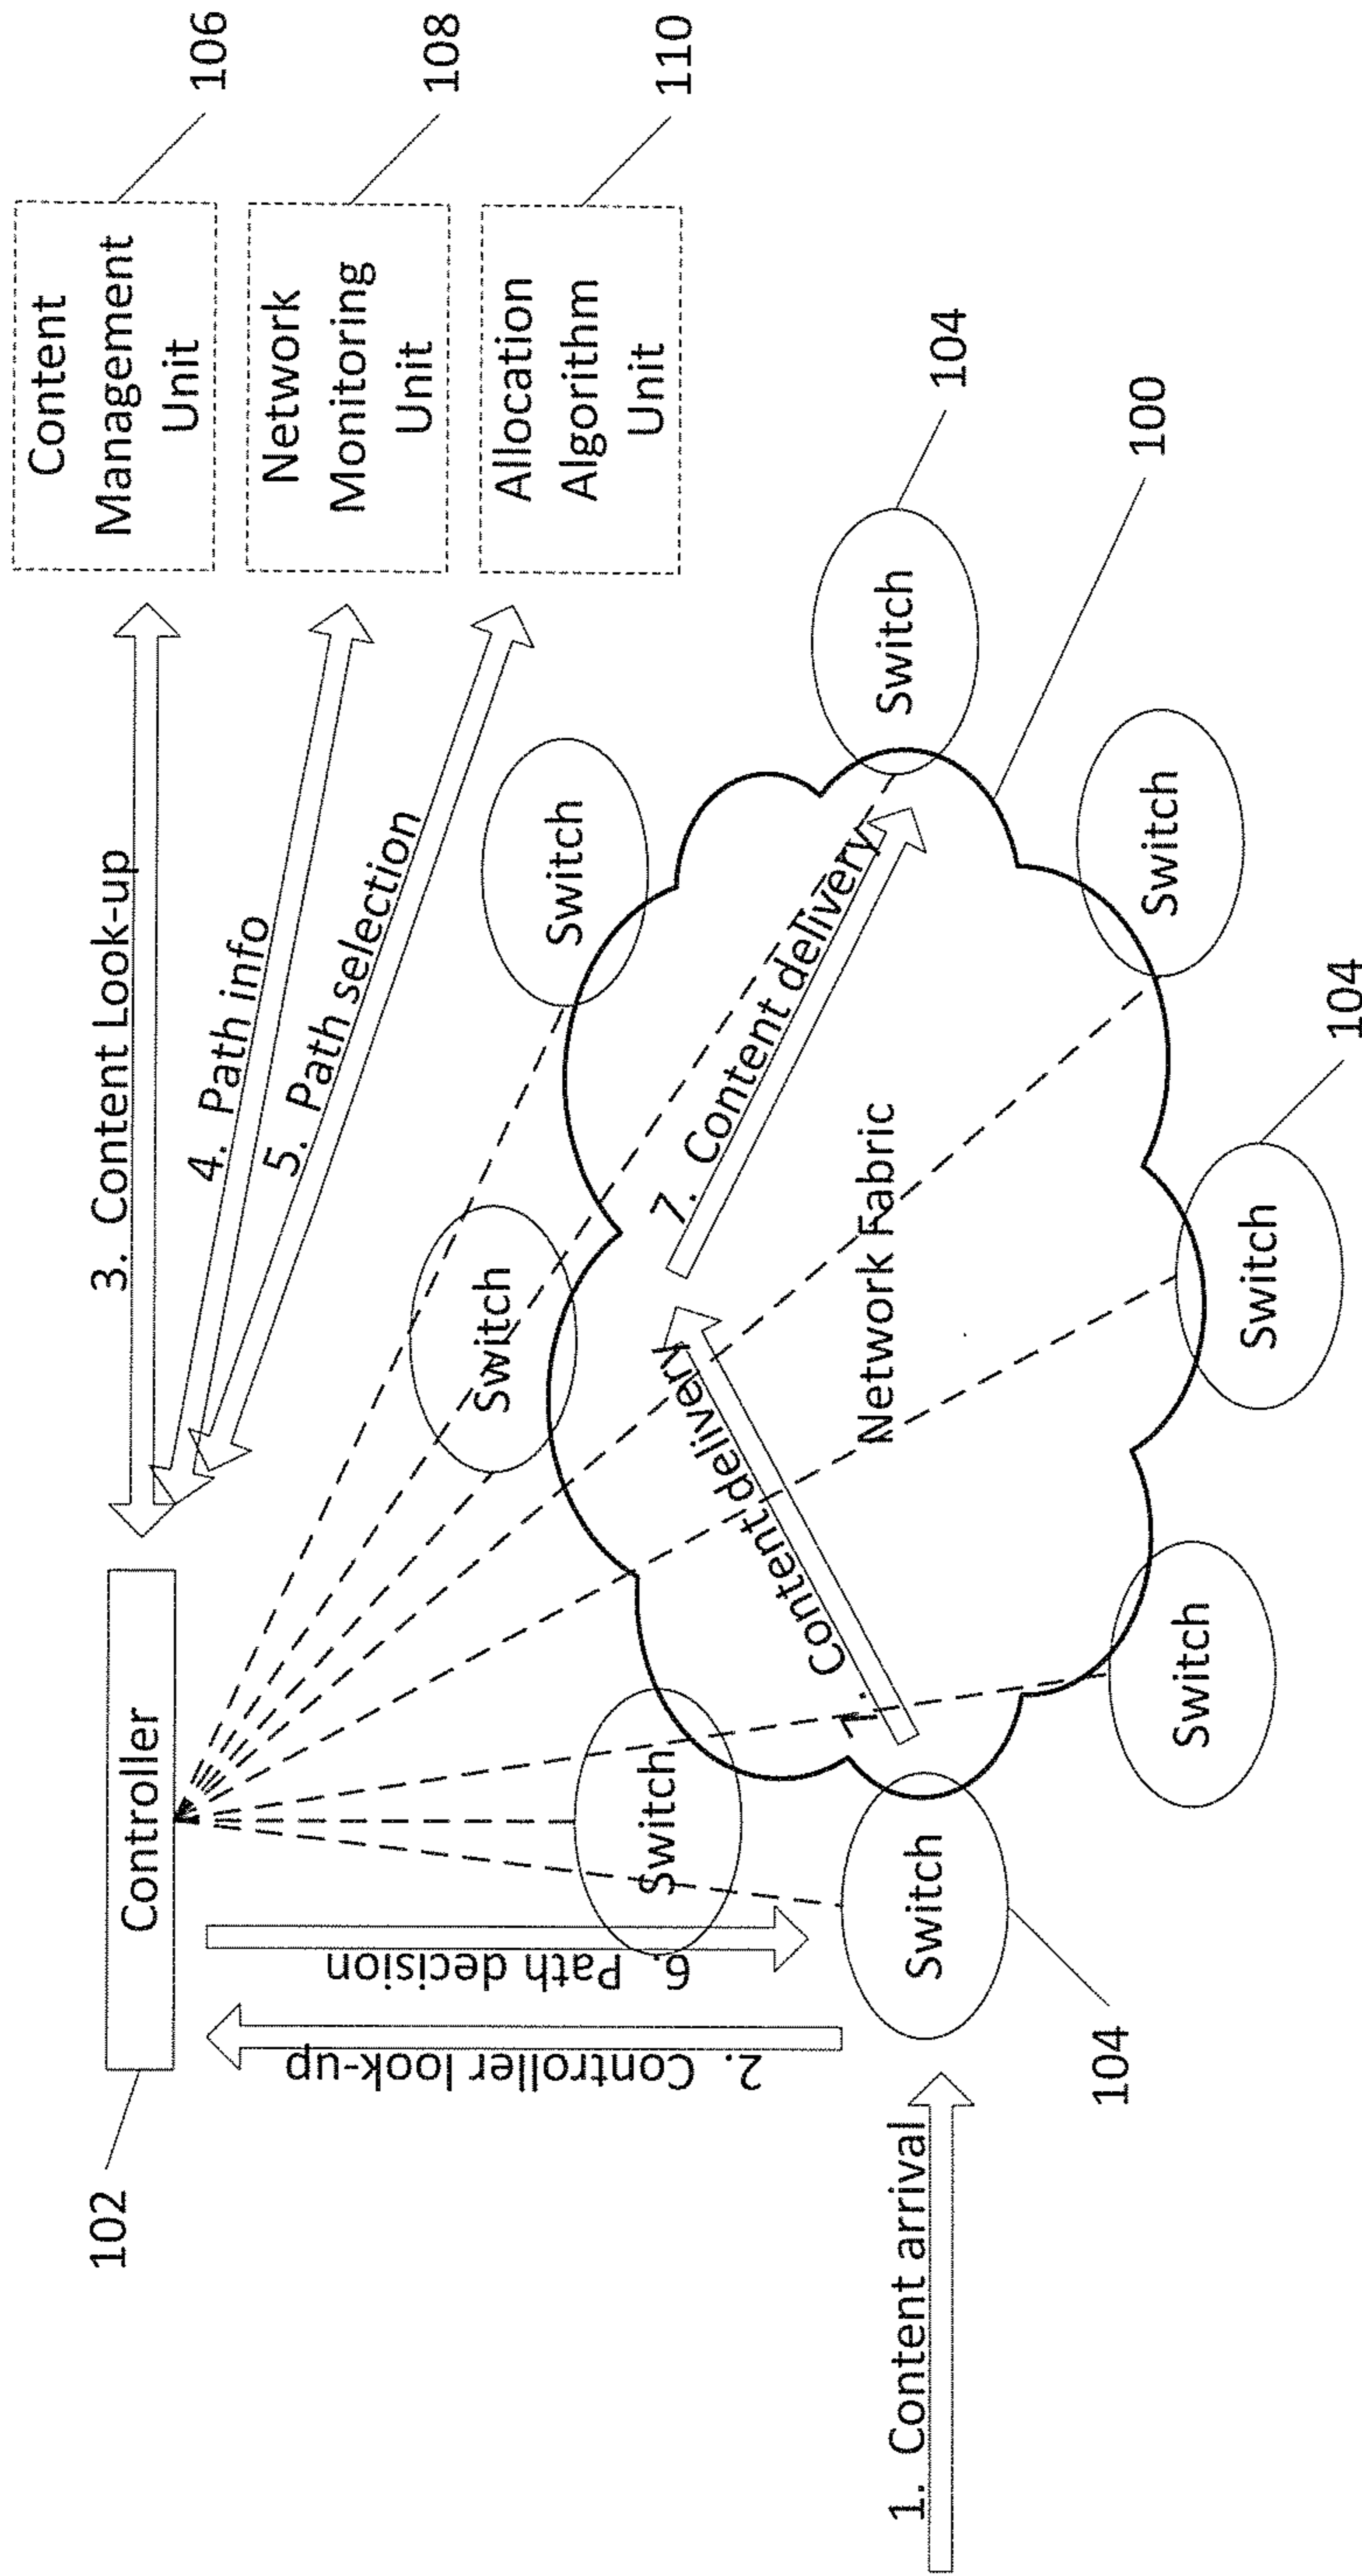 102
Controller
3. Content Look-up
4. Path info
5. Path selection
Content
Management
Unit
106
Network
Monitoring
Unit
108
Allocation
Algorithm
Unit
110
2. Controller look-up
6. Path decision
1. Content arrival
Switch
104
Switch
Switch
Switch
Switch
104
Switch
Switch
104
Switch
7. Content delivery
7. Content delivery
Network Fabric
100